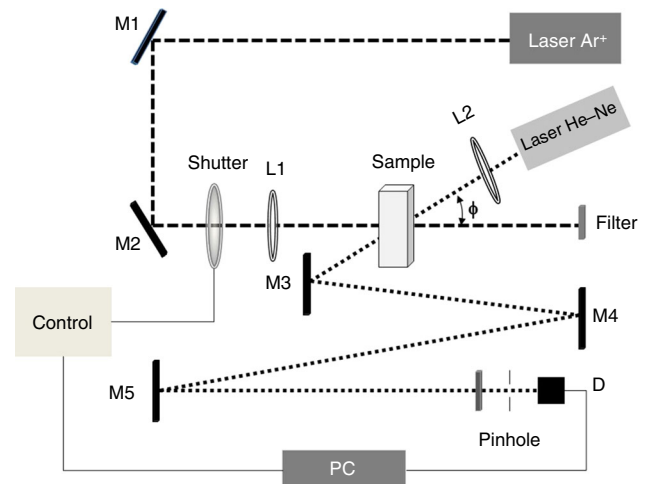 M1
Laser Ar⁺
L2
Laser He–Ne
Shutter
L1
Sample
ϕ
M2
Filter
M3
Control
M4
M5
D
Pinhole
PC